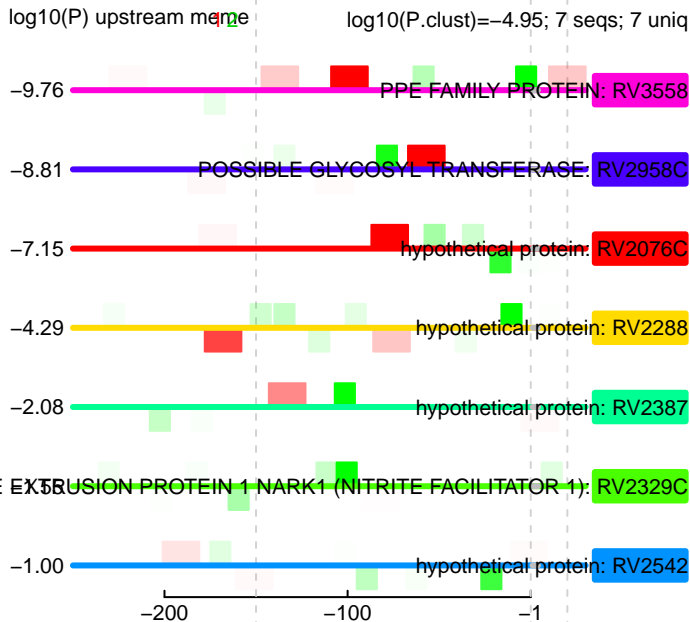 log10(P) upstream meme 1 2 log10(P.clust)=−4.95; 7 seqs; 7 uniq
−9.76 PPE FAMILY PROTEIN: RV3558
−8.81 POSSIBLE GLYCOSYL TRANSFERASE: RV2958C
−7.15 hypothetical protein: RV2076C
−4.29 hypothetical protein: RV2288
−2.08 hypothetical protein: RV2387
EXTRUSION PROTEIN 1 NARK1 (NITRITE FACILITATOR 1): RV2329C
−1.00 hypothetical protein: RV2542
−200 −100 −1